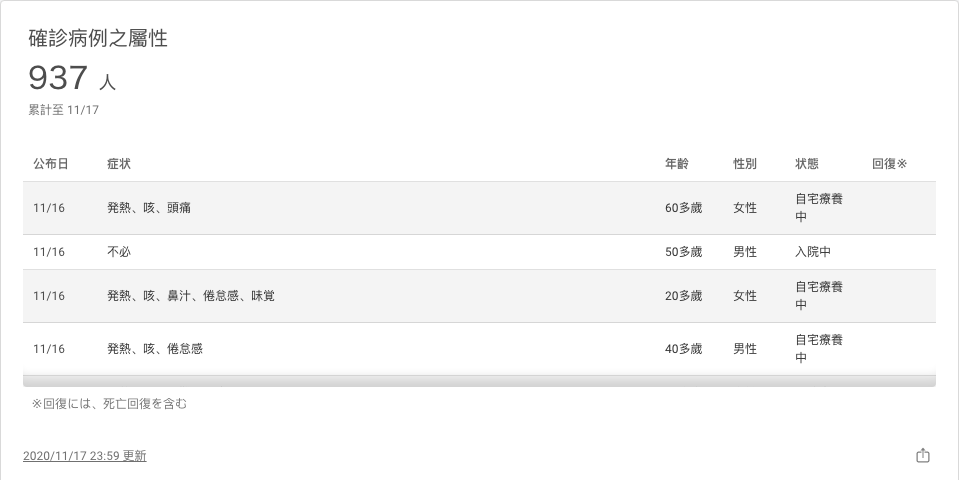 確診病例之屬性
937 人
累計至 11/17
公布日 症状 年齡 性別 状態 回復※
11/16 発熱、咳、頭痛 60多歲 女性 自宅療養
中
11/16 不必 50多歲 男性 入院中
11/16 発熱、咳、鼻汁、倦怠感、味覚 20多歲 女性 自宅療養
中
11/16 発熱、咳、倦怠感 40多歲 男性 自宅療養
中
※回復には、死亡回復を含む
2020/11/17 23:59 更新